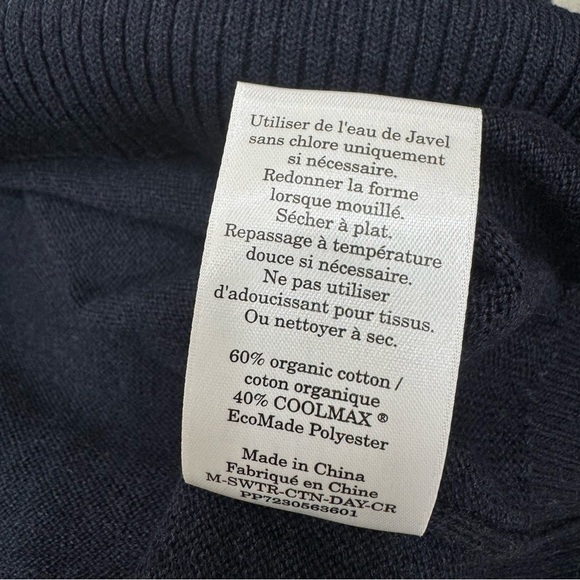 Utiliser de l'eau de Javel
sans chlore uniquement
si nécessaire.
Redonner la forme
lorsque mouillé.
Sécher à plat.
Repassage à température
douce si nécessaire.
Ne pas utiliser
d'adoucissant pour tissus.
Ou nettoyer à sec.
60% organic cotton /
coton organique
40% COOLMAX ®
EcoMade Polyester
Made in China
Fabriqué en Chine
M-SWTR-CTN-DAY-CR
PP7230563601